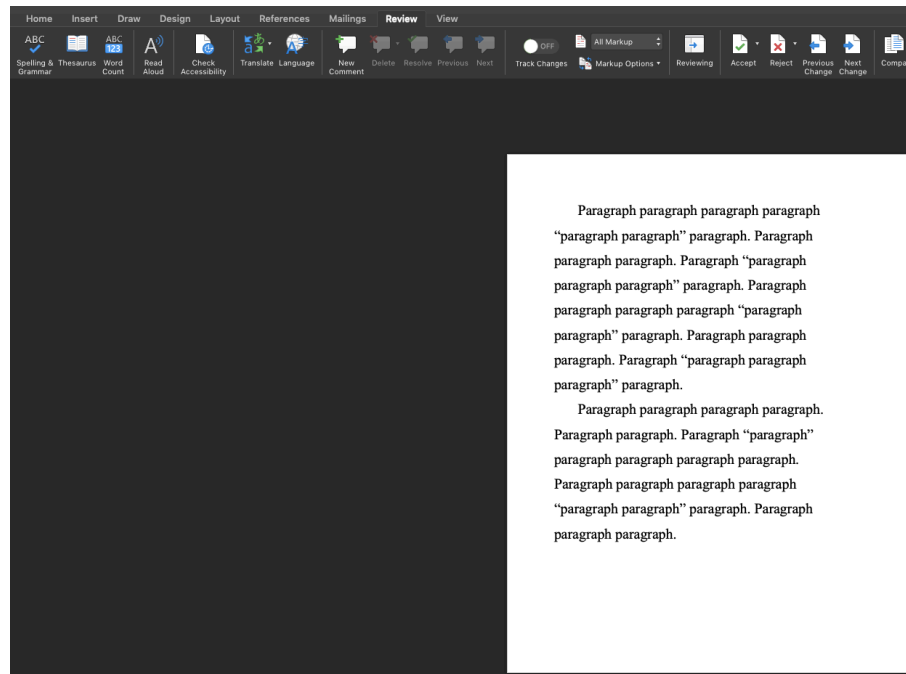 Home Insert Draw Design Layout References Mailings Review View
ABC ABC 123 A
Spelling & Grammar Thesaurus Word Count Read Aloud Check Accessibility Translate Language New Comment Delete Resolve Previous Next OFF Track Changes All Markup Markup Options Reviewing Accept Reject Previous Change Next Change Compa
Paragraph paragraph paragraph paragraph
“paragraph paragraph” paragraph. Paragraph
paragraph paragraph. Paragraph “paragraph
paragraph paragraph” paragraph. Paragraph
paragraph paragraph paragraph “paragraph
paragraph” paragraph. Paragraph paragraph
paragraph. Paragraph “paragraph paragraph
paragraph” paragraph.
Paragraph paragraph paragraph paragraph.
Paragraph paragraph. Paragraph “paragraph”
paragraph paragraph paragraph paragraph.
Paragraph paragraph paragraph paragraph
“paragraph paragraph” paragraph. Paragraph
paragraph paragraph.